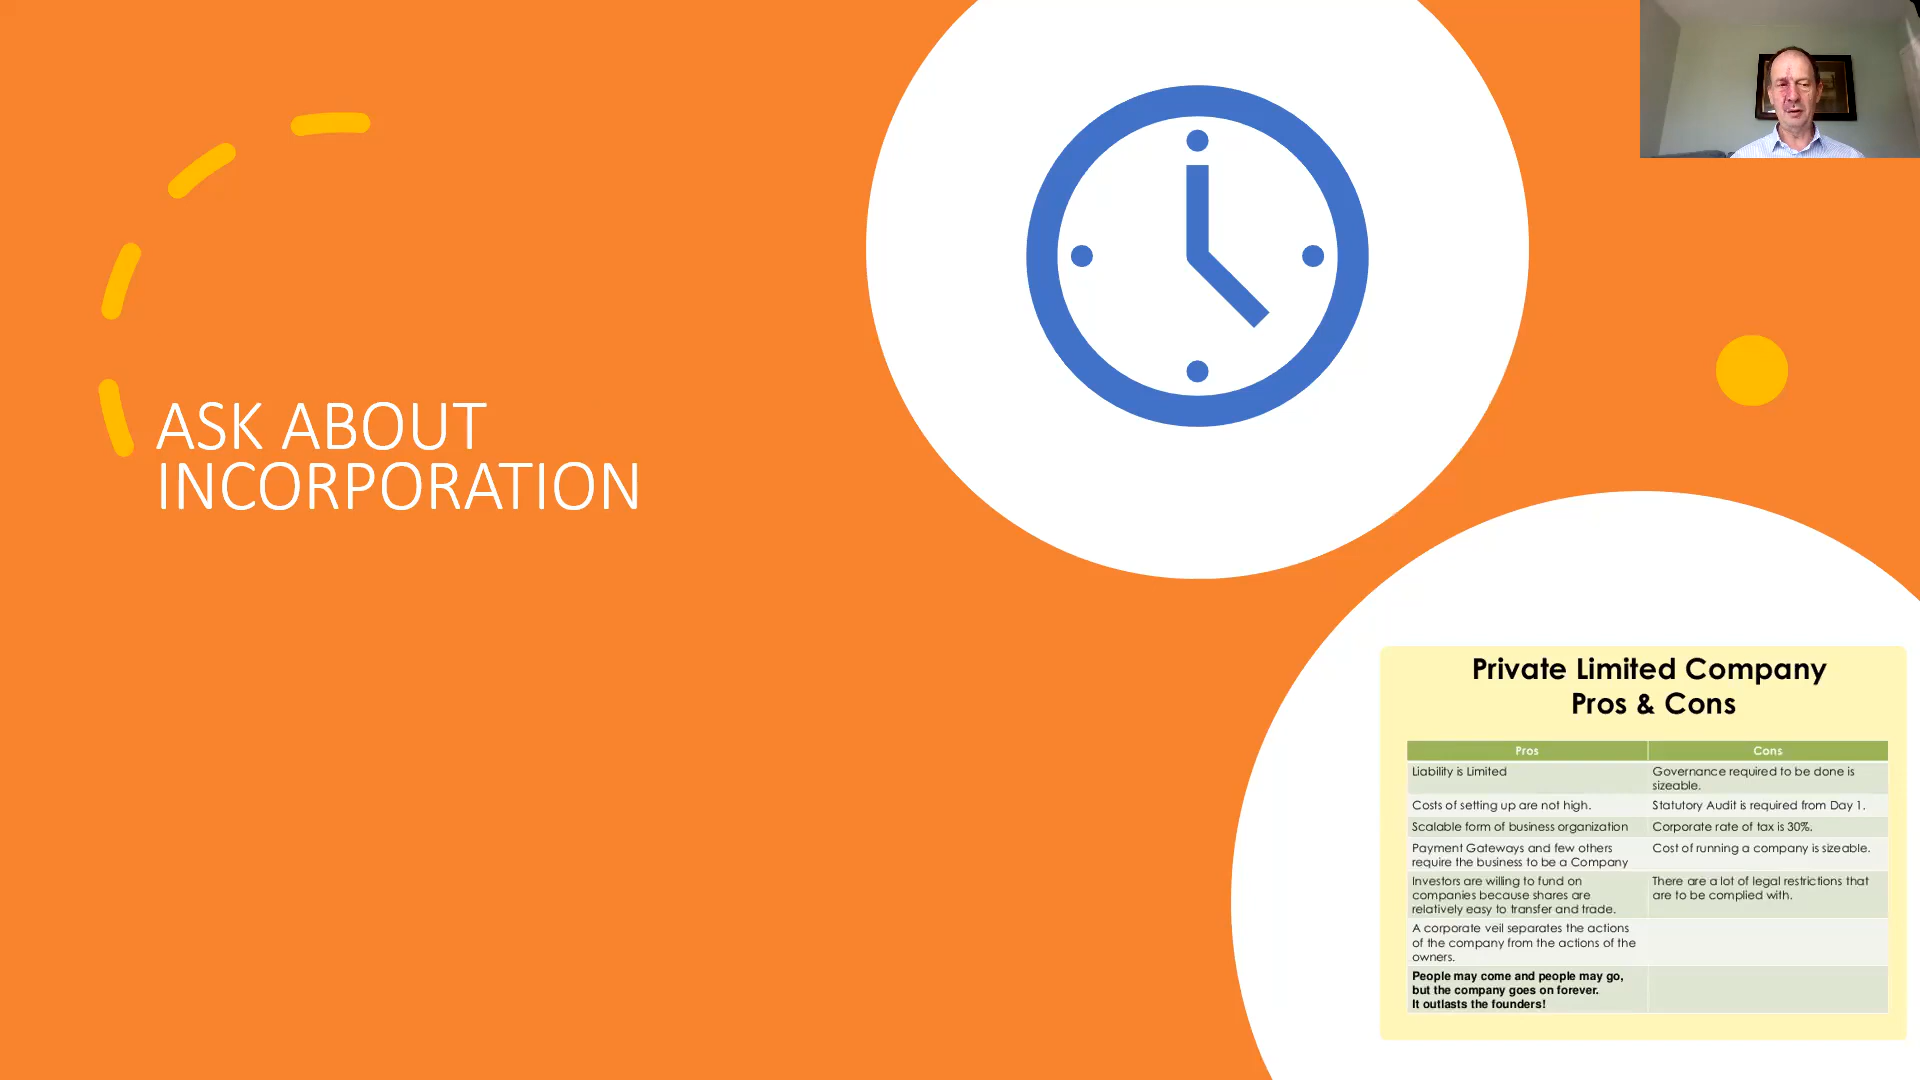 ASK ABOUT
INCORPORATION
Private Limited Company
Pros & Cons
Pros
Cons
Liability is Limited
Governance required to be done is
sizeable.
Costs of setting up are not high.
Statutory Audit is required from Day 1.
Scalable form of business organization
Corporate rate of tax is 30%.
Payment Gateways and few others
require the business to be a Company
Cost of running a company is sizeable.
Investors are willing to fund on
companies because shares are
relatively easy to transfer and trade.
There are a lot of legal restrictions that
are to be complied with.
A corporate veil separates the actions
of the company from the actions of the
owners.
People may come and people may go,
but the company goes on forever.
It outlasts the founders!